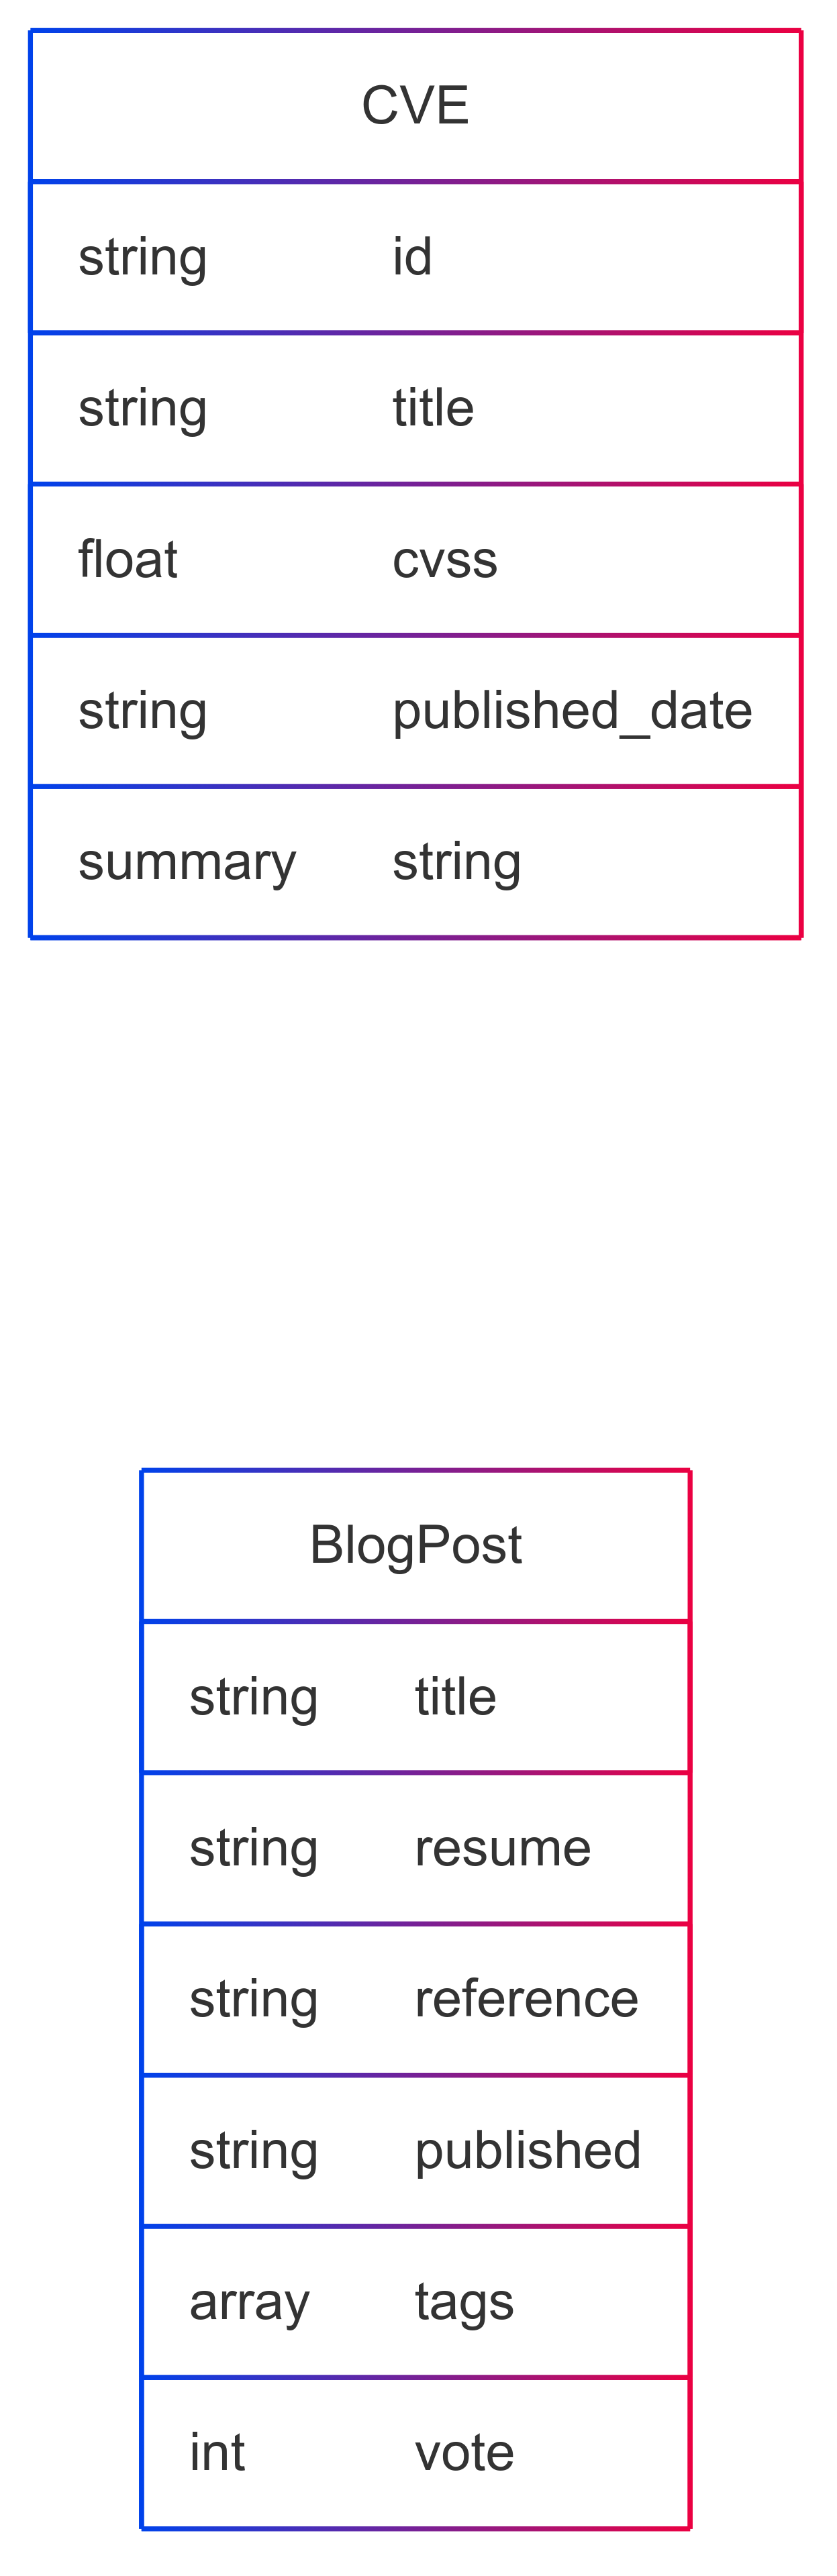 CVE
string id
string title
float cvss
string published_date
summary string
BlogPost
string title
string resume
string reference
string published
array tags
int vote